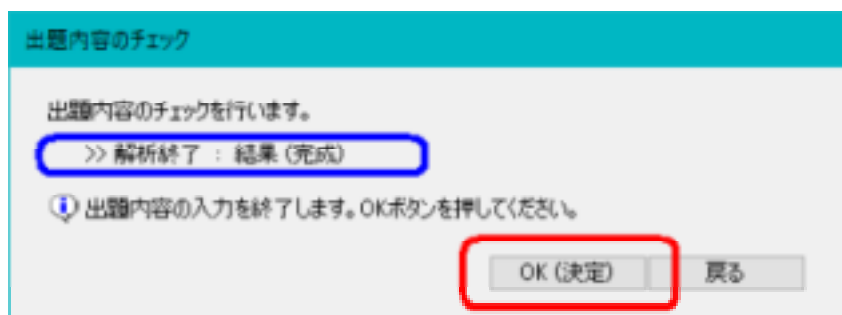 出題内容のチェック
出題内容のチェックを行います。
>> 解析終了 : 結果 (完成)
出題内容の入力を終了します。OKボタンを押してください。
OK (決定) 戻る